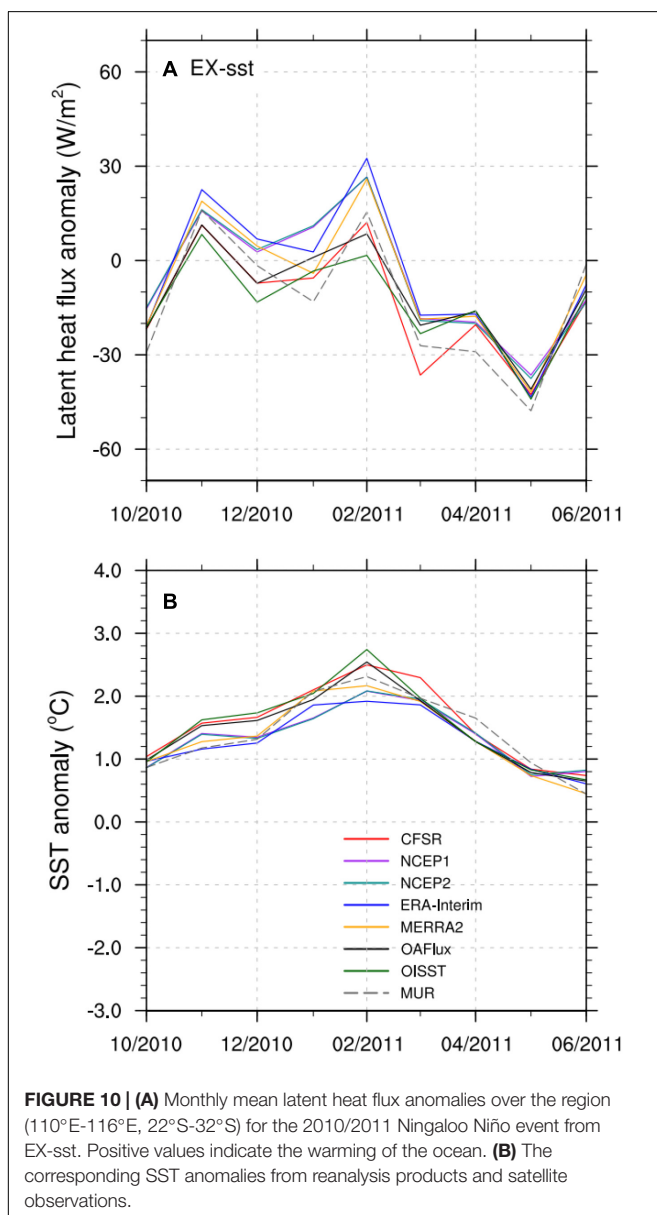 A EX-sst
Latent heat flux anomaly (W/m²)
60
30
0
-30
-60
10/2010 12/2010 02/2011 04/2011 06/2011
B
SST anomaly (°C)
4.0
3.0
2.0
1.0
0.0
-1.0
-2.0
-3.0
CFSR
NCEP1
NCEP2
ERA-Interim
MERRA2
OAFlux
OISST
MUR
10/2010 12/2010 02/2011 04/2011 06/2011
FIGURE 10 | (A) Monthly mean latent heat flux anomalies over the region
(110°E-116°E, 22°S-32°S) for the 2010/2011 Ningaloo Niño event from
EX-sst. Positive values indicate the warming of the ocean. (B) The
corresponding SST anomalies from reanalysis products and satellite
observations.